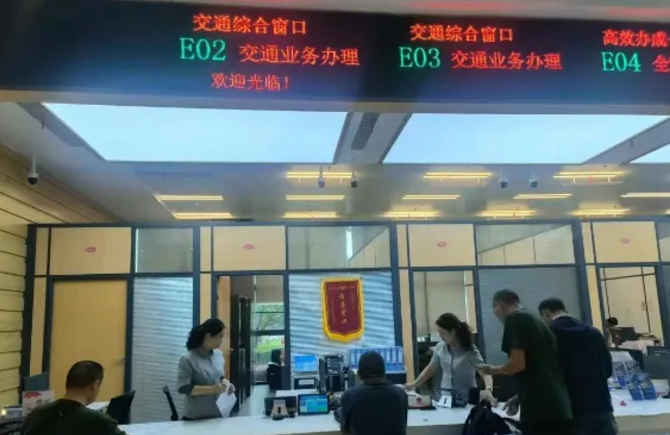 交通综合窗口
E02 交通业务办理
欢迎光临!
交通综合窗口
E03 交通业务办理
高效办成
E04 全